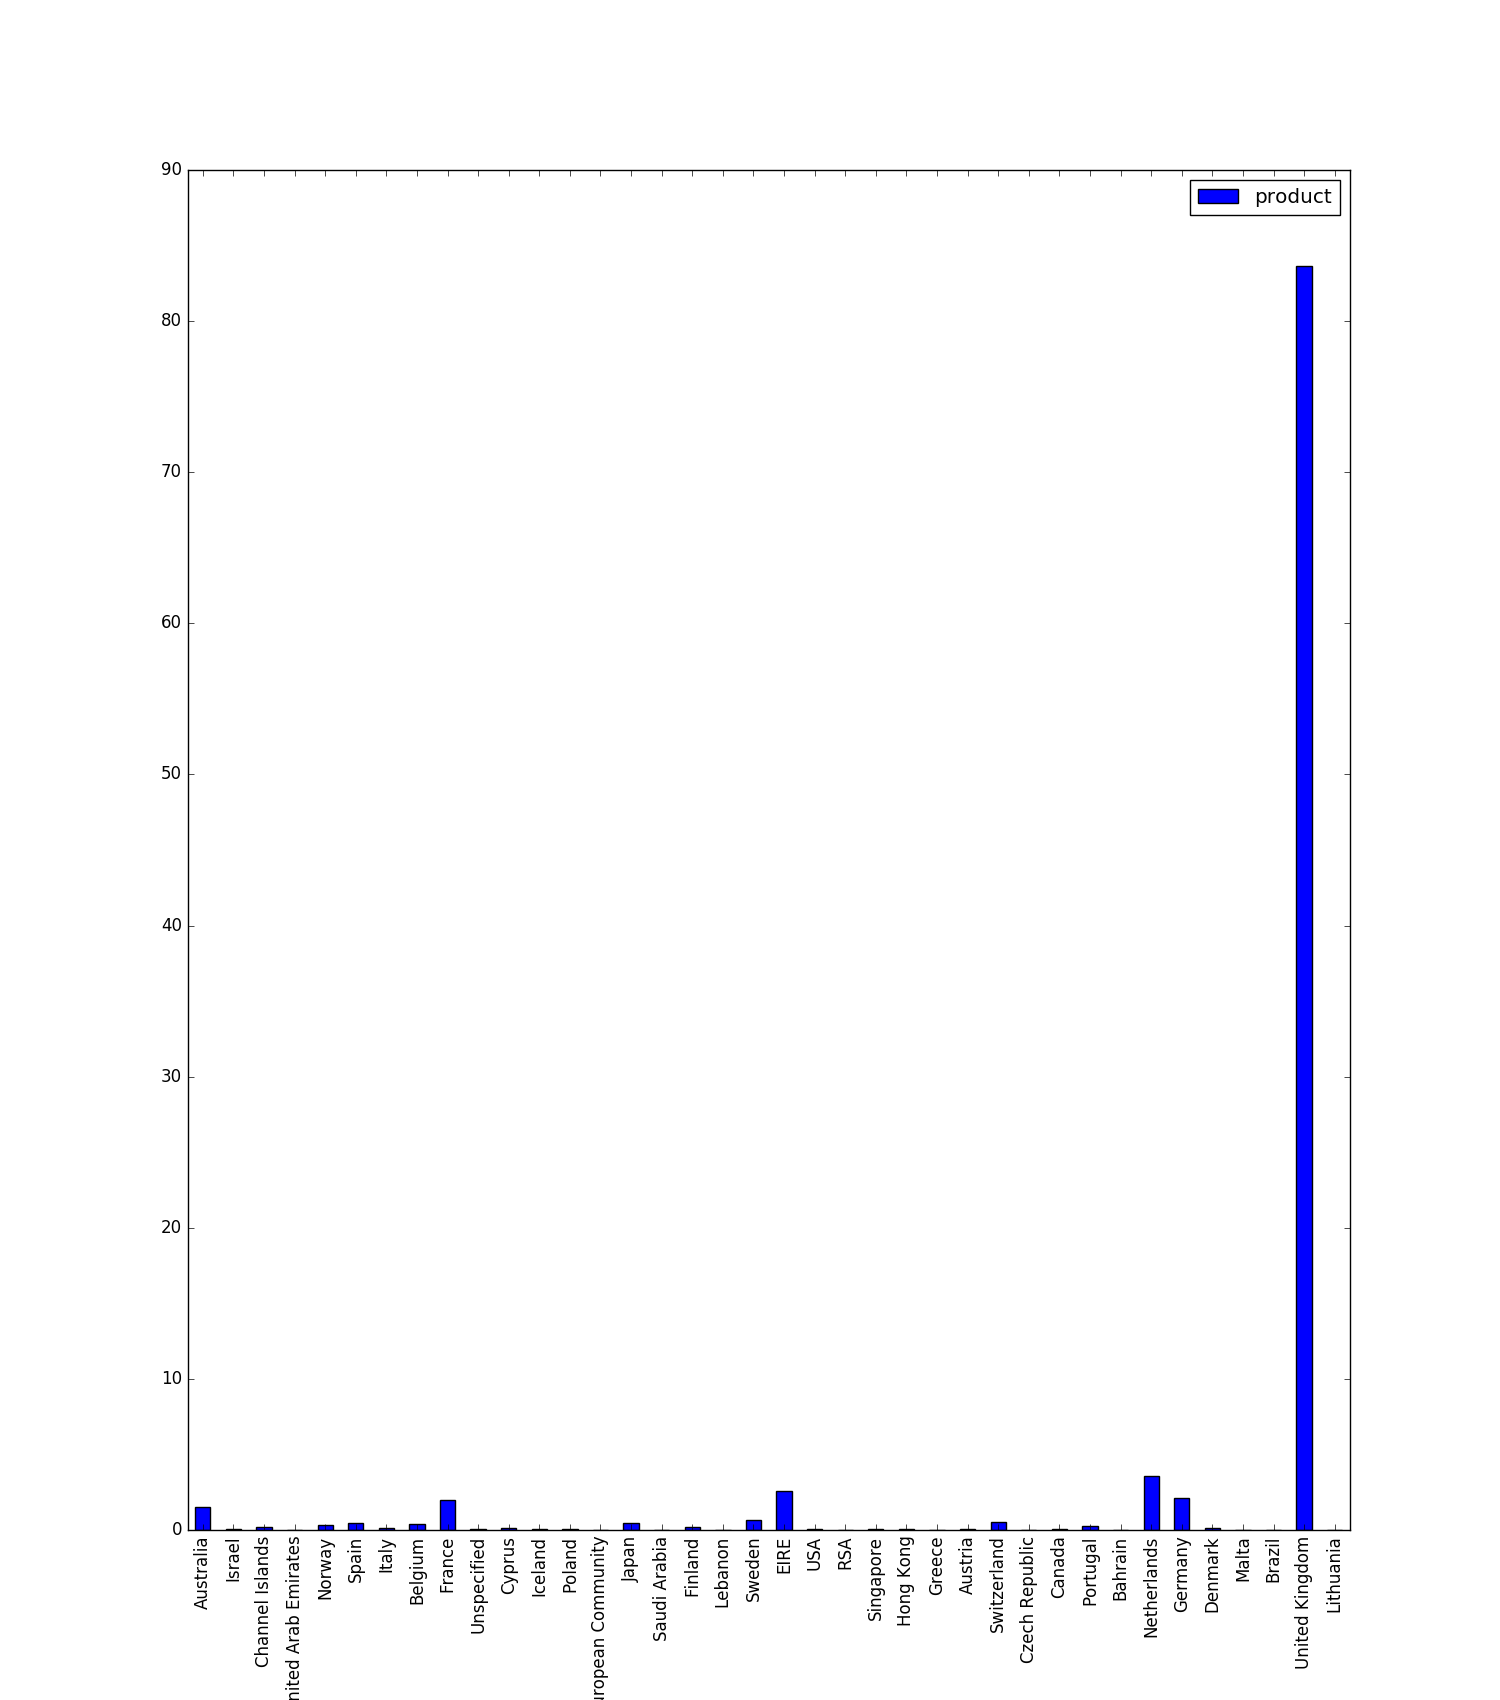 90
product
80
70
60
50
40
30
20
10
0
Australia
Israel
Channel Islands
nited Arab Emirates
Norway
Spain
Italy
Belgium
France
Unspecified
Cyprus
Iceland
Poland
uropean Community
Japan
Saudi Arabia
Finland
Lebanon
Sweden
EIRE
USA
RSA
Singapore
Hong Kong
Greece
Austria
Switzerland
Czech Republic
Canada
Portugal
Bahrain
Netherlands
Germany
Denmark
Malta
Brazil
United Kingdom
Lithuania